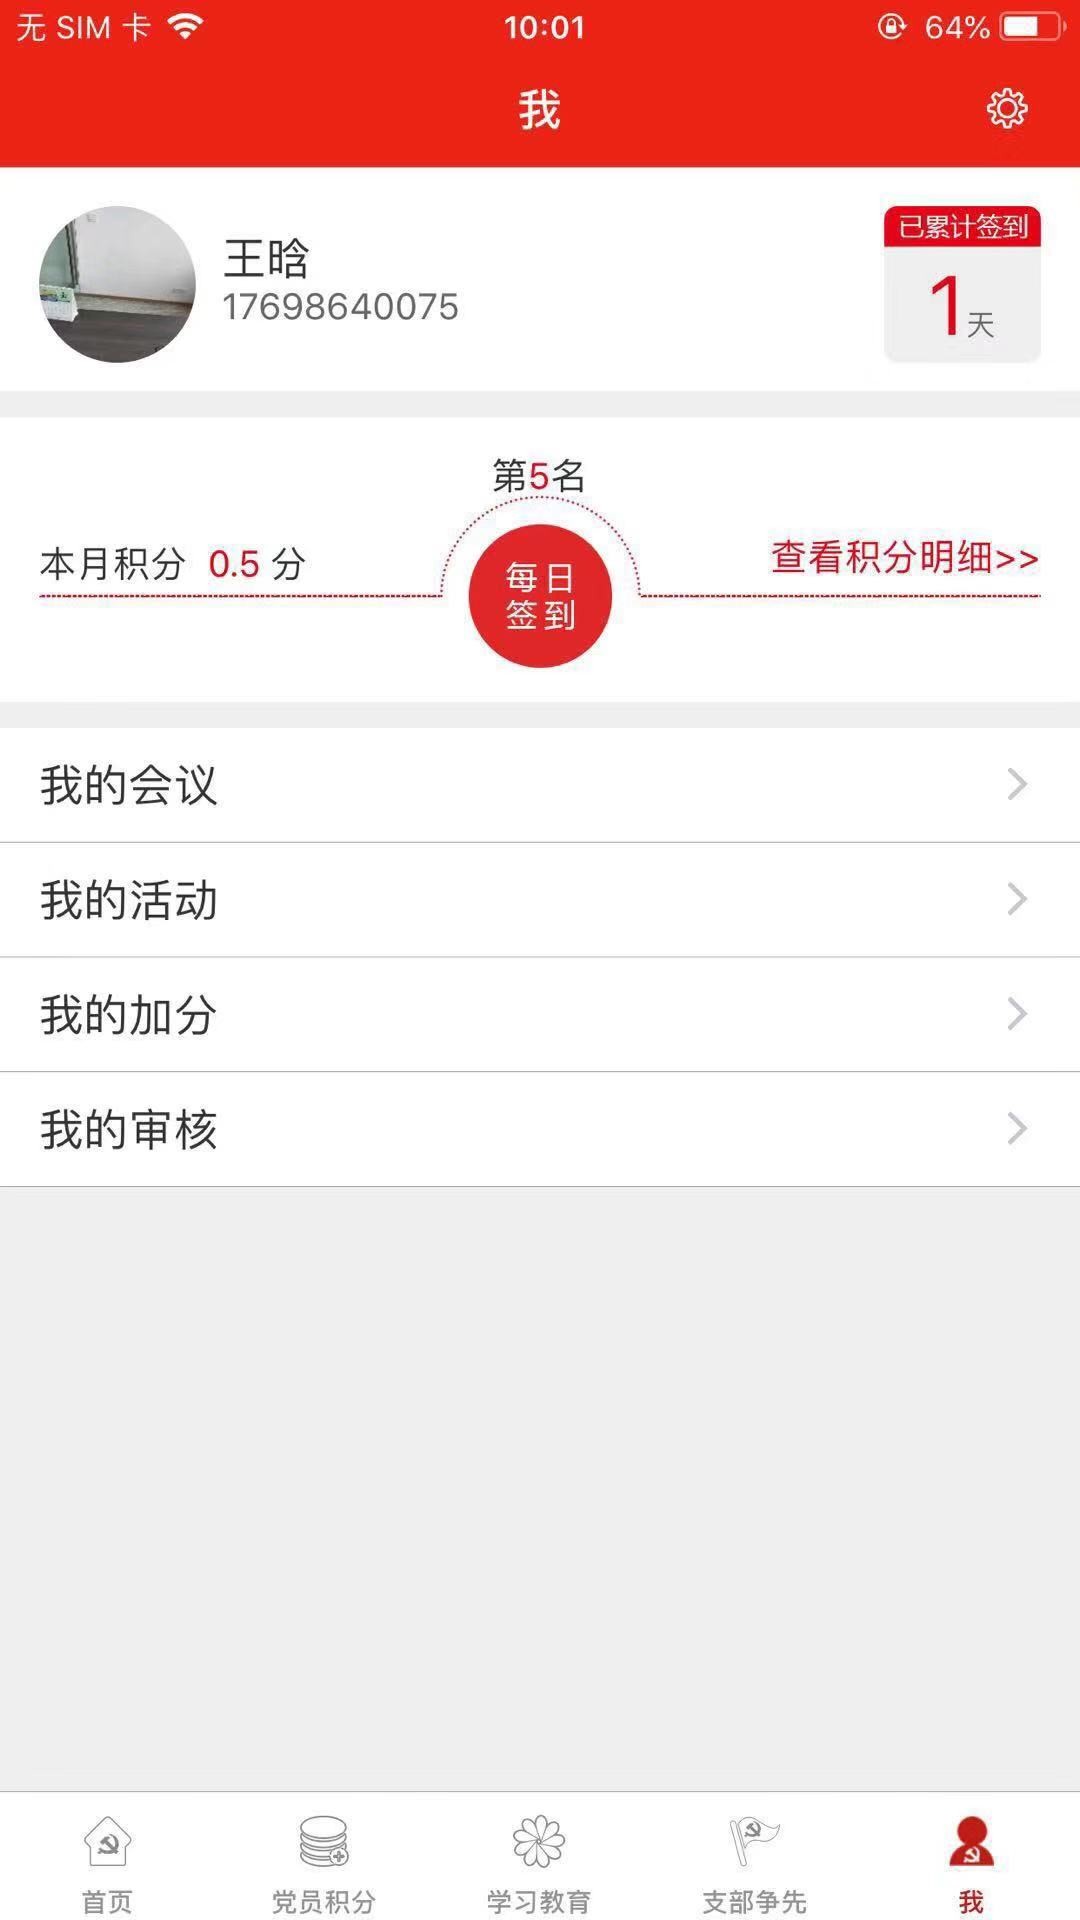 无 SIM 卡
10:01
64%
我
王晗
17698640075
已累计签到
1天
第5名
本月积分 0.5 分
每日
签到
查看积分明细>>
我的会议
我的活动
我的加分
我的审核
首页
党员积分
学习教育
支部争先
我